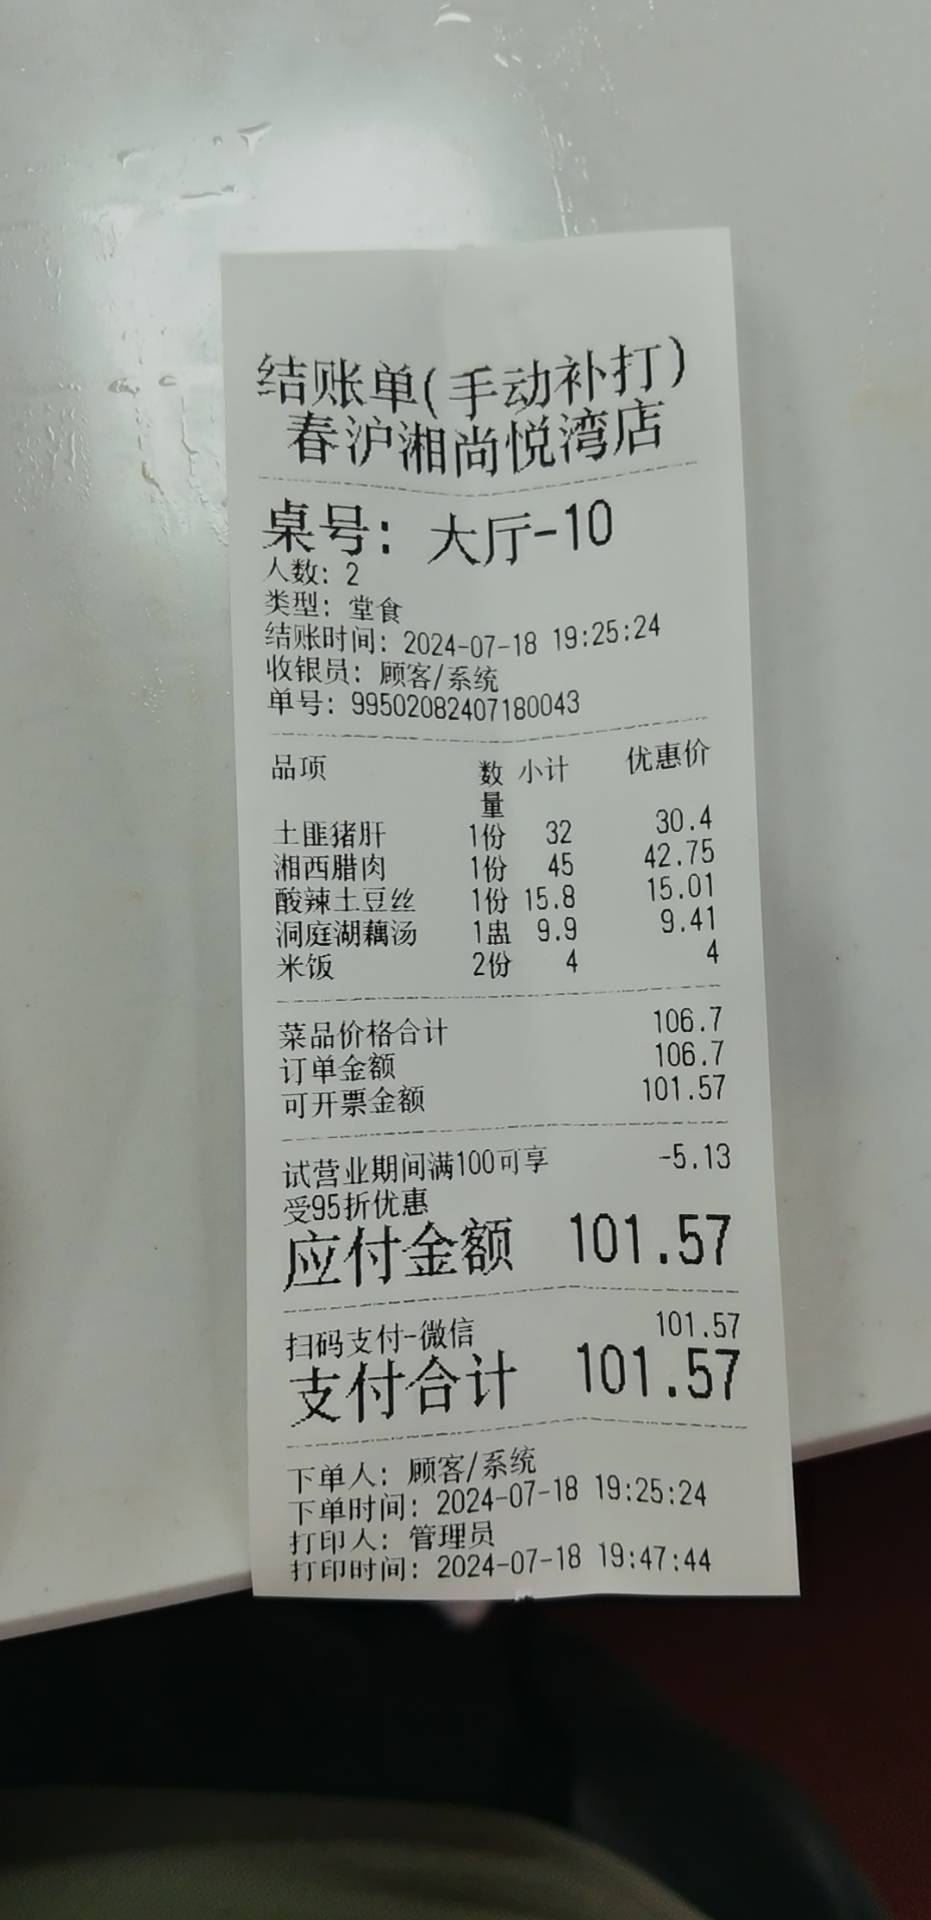 结账单(手动补打)
春沪湘尚悦湾店
桌号: 大厅-10
人数: 2
类型: 堂食
结账时间: 2024-07-18 19:25:24
收银员: 顾客/系统
单号: 99502082407180043
品项 数量 小计 优惠价
土匪猪肝 1份 32 30.4
湘西腊肉 1份 45 42.75
酸辣土豆丝 1份 15.8 15.01
洞庭湖藕汤 1盅 9.9 9.41
米饭 2份 4 4
菜品价格合计 106.7
订单金额 106.7
可开票金额 101.57
试营业期间满100可享 -5.13
受95折优惠
应付金额 101.57
扫码支付-微信 101.57
支付合计 101.57
下单人: 顾客/系统
下单时间: 2024-07-18 19:25:24
打印人: 管理员
打印时间: 2024-07-18 19:47:44